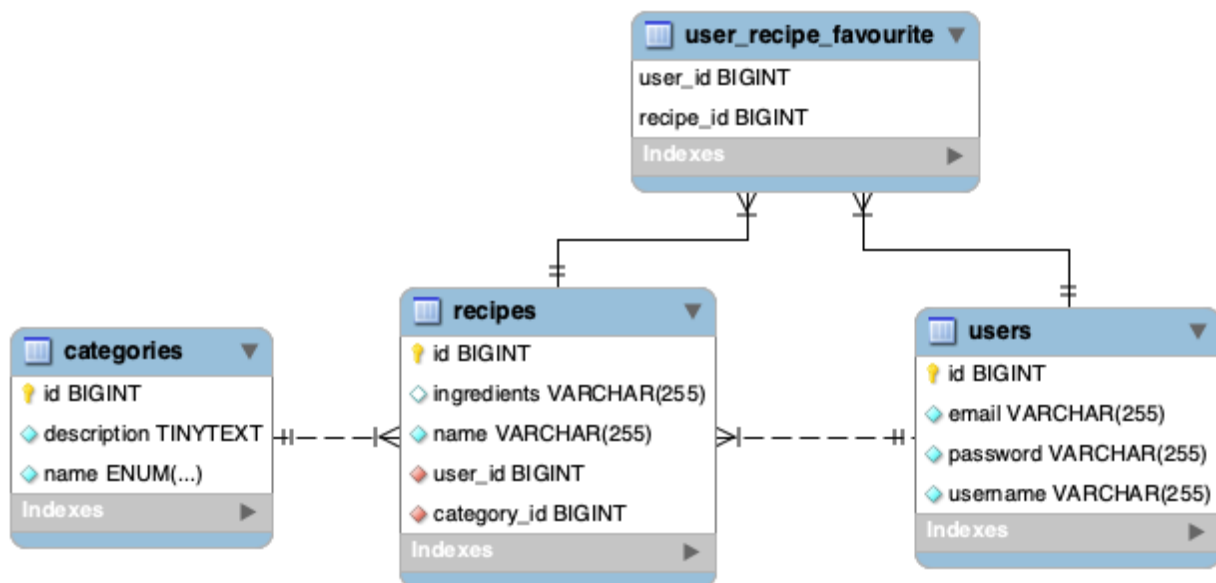 user_recipe_favourite
user_id BIGINT
recipe_id BIGINT
Indexes
categories
id BIGINT
description TINYTEXT
name ENUM(...)
Indexes
recipes
id BIGINT
ingredients VARCHAR(255)
name VARCHAR(255)
user_id BIGINT
category_id BIGINT
Indexes
users
id BIGINT
email VARCHAR(255)
password VARCHAR(255)
username VARCHAR(255)
Indexes